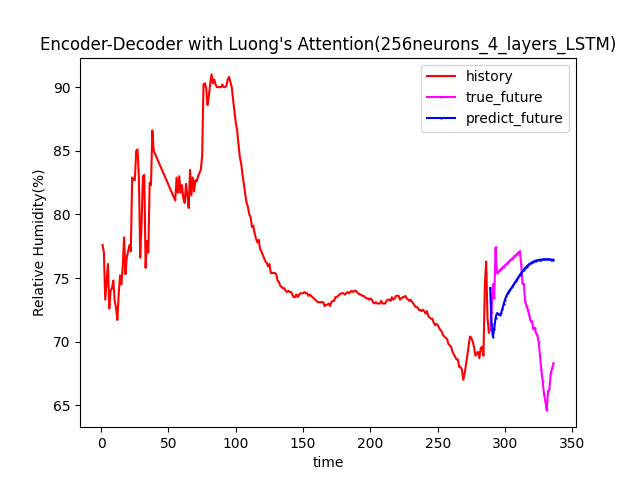 Encoder-Decoder with Luong's Attention(256neurons_4_layers_LSTM)
history
true_future
predict_future
90
85
80
75
70
65
Relative Humidity(%)
0 50 100 150 200 250 300 350
time